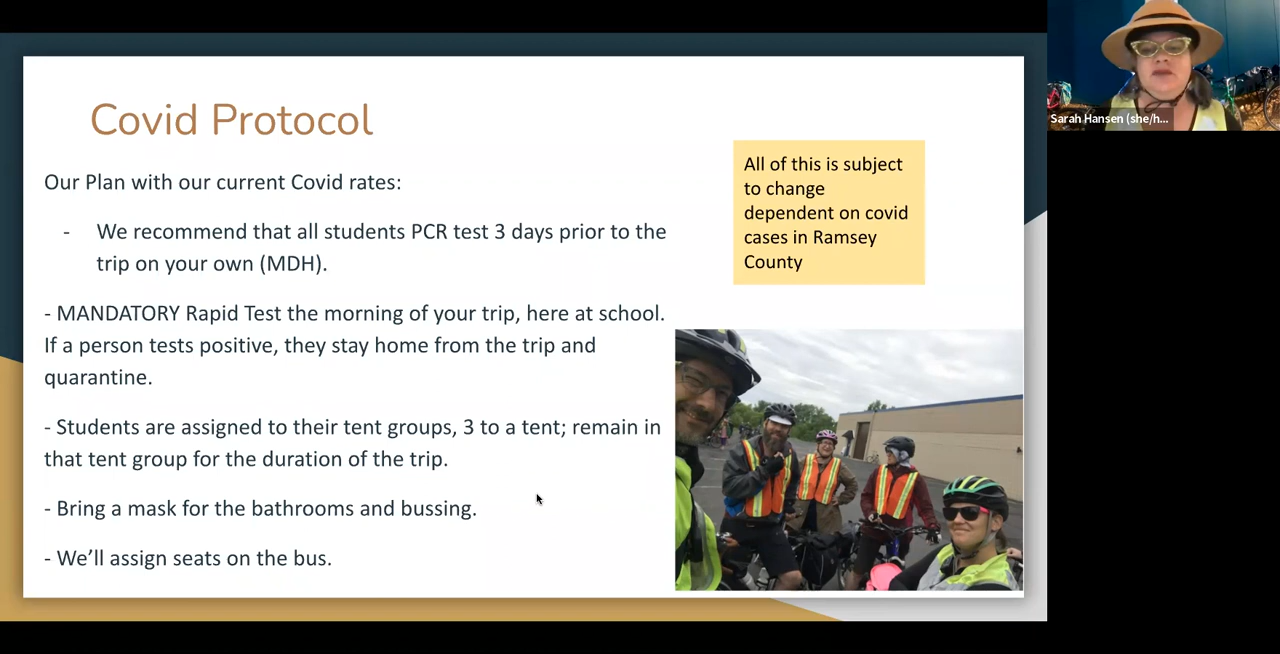 Covid Protocol
Our Plan with our current Covid rates:
- We recommend that all students PCR test 3 days prior to the
trip on your own (MDH).
- MANDATORY Rapid Test the morning of your trip, here at school.
If a person tests positive, they stay home from the trip and
quarantine.
- Students are assigned to their tent groups, 3 to a tent; remain in
that tent group for the duration of the trip.
- Bring a mask for the bathrooms and bussing.
- We’ll assign seats on the bus.
All of this is subject
to change
dependent on covid
cases in Ramsey
County
Sarah Hansen (she/h...